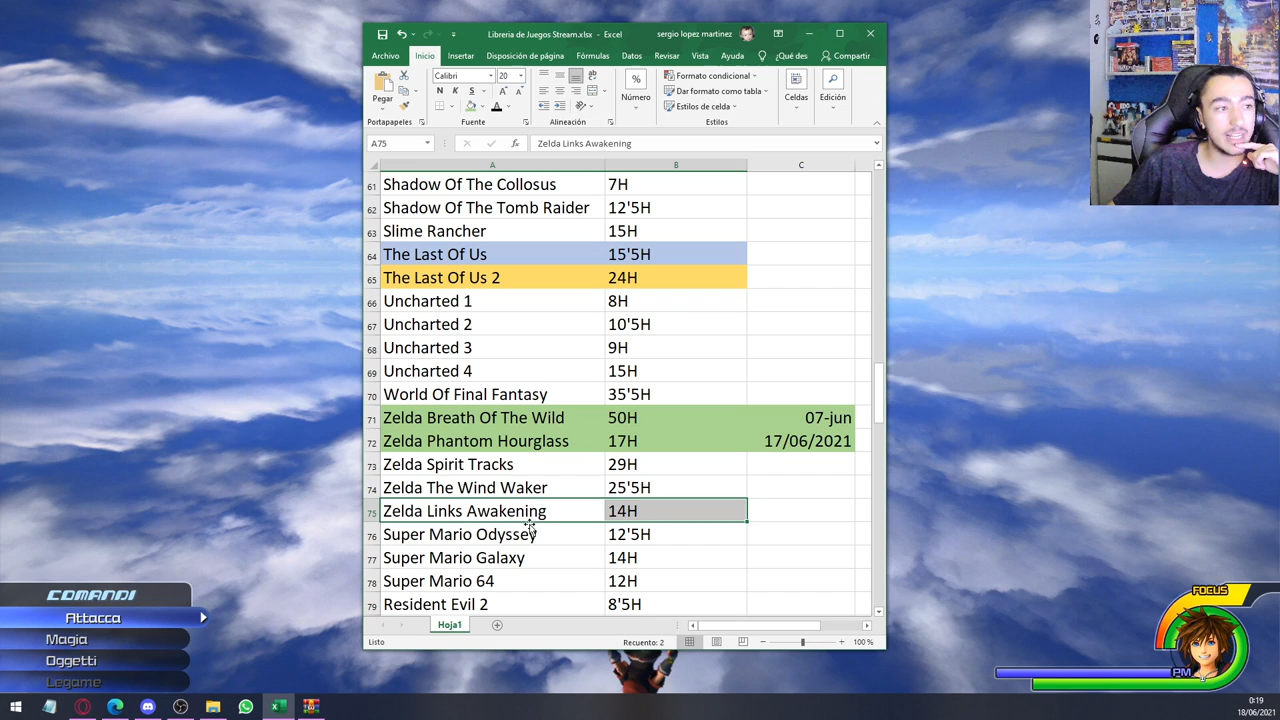 Libreria de Juegos Stream.xlsx - Excel
sergio lopez martinez
Archivo Inicio Insertar Disposición de página Fórmulas Datos Revisar Vista Ayuda ¿Qué des Compartir
Pegar
Calibri 20
N K S
A A
Número
Formato condicional
Dar formato como tabla
Estilos de celda
Celdas
Edición
Portapapeles Fuente Alineación Estilos
A75 fx Zelda Links Awakening
A B C
61 Shadow Of The Collosus 7H
62 Shadow Of The Tomb Raider 12'5H
63 Slime Rancher 15H
64 The Last Of Us 15'5H
65 The Last Of Us 2 24H
66 Uncharted 1 8H
67 Uncharted 2 10'5H
68 Uncharted 3 9H
69 Uncharted 4 15H
70 World Of Final Fantasy 35'5H
71 Zelda Breath Of The Wild 50H 07-jun
72 Zelda Phantom Hourglass 17H 17/06/2021
73 Zelda Spirit Tracks 29H
74 Zelda The Wind Waker 25'5H
75 Zelda Links Awakening 14H
76 Super Mario Odyssey 12'5H
77 Super Mario Galaxy 14H
78 Super Mario 64 12H
79 Resident Evil 2 8'5H
Hoja1
Listo
Recuento: 2
100 %
COMANDI
Attacca
Magia
Oggetti
Legame
FOCUS
PM
0:19
18/06/2021